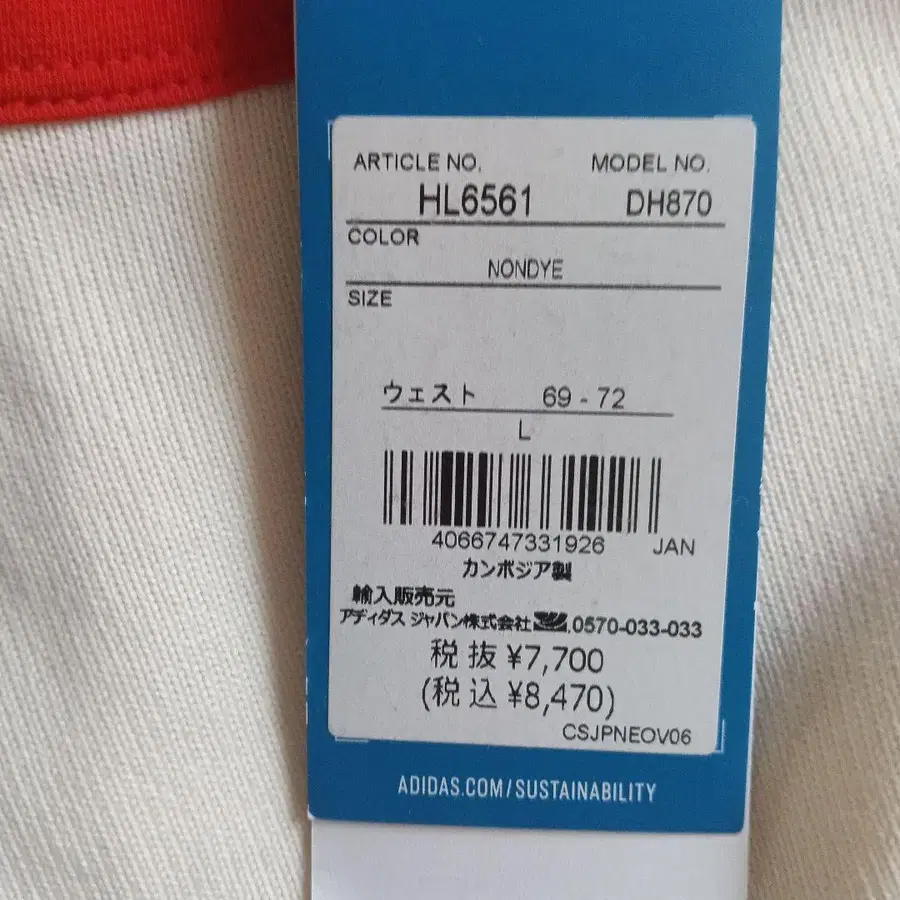 ARTICLE NO. MODEL NO.
HL6561 DH870
COLOR
NONDYE
SIZE
ウェスト 69 - 72
L
4066747331926 JAN
カンボジア製
輸入販売元
アディダス ジャパン株式会社 0570-033-033
税抜 ¥7,700
(税込 ¥8,470)
CSJPNEOV06
ADIDAS.COM/SUSTAINABILITY